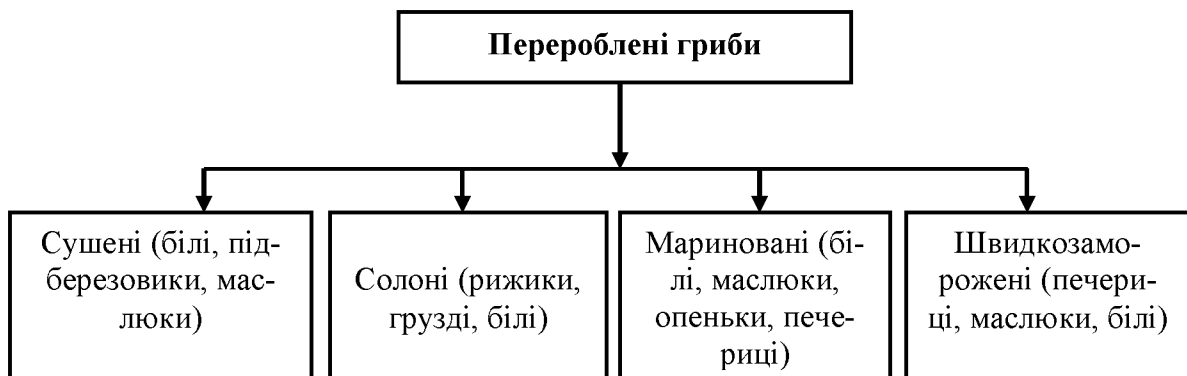 Перероблені гриби
Сушені (білі, під-
березовики, мас-
люки)
Солоні (рижики,
грузді, білі)
Мариновані (бі-
лі, маслюки,
опеньки, пече-
риці)
Швидкозамо-
рожені (печери-
ці, маслюки, білі)